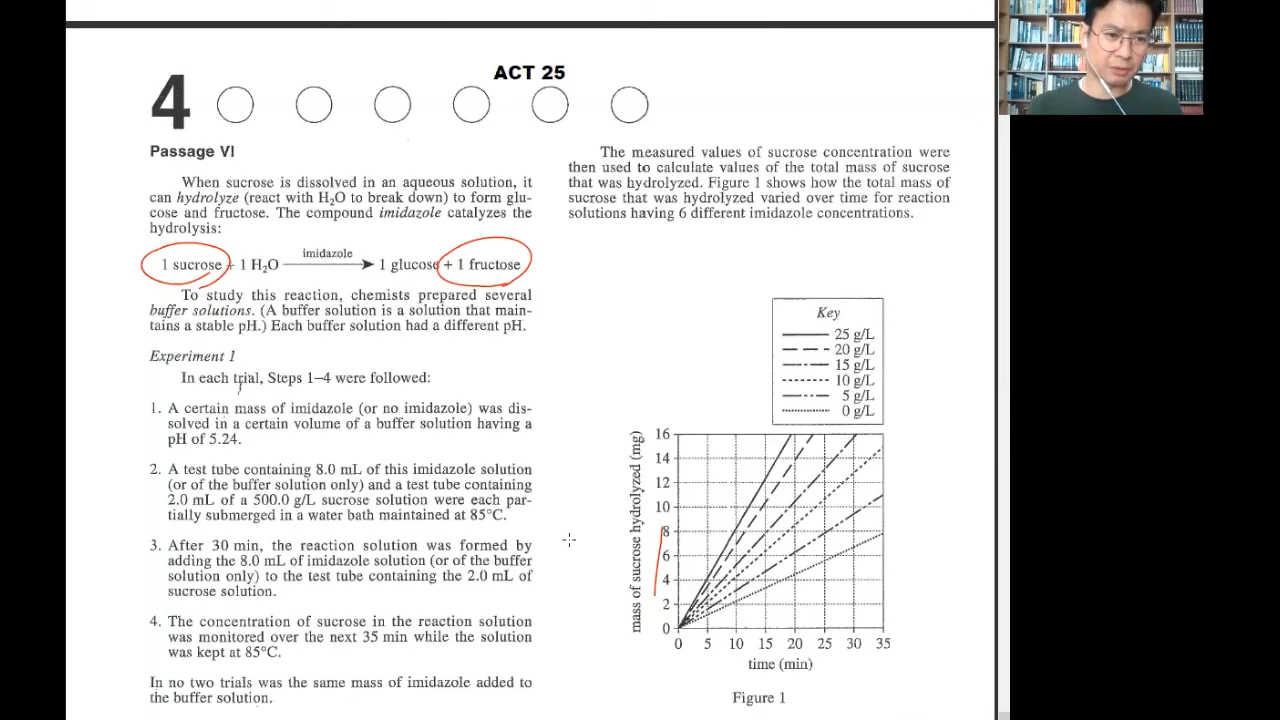 ACT 25
4
Passage VI
When sucrose is dissolved in an aqueous solution, it
can hydrolyze (react with H₂O to break down) to form glu-
cose and fructose. The compound imidazole catalyzes the
hydrolysis:
imidazole
1 sucrose + 1 H₂O → 1 glucose + 1 fructose
To study this reaction, chemists prepared several
buffer solutions. (A buffer solution is a solution that main-
tains a stable pH.) Each buffer solution had a different pH.
Experiment 1
In each trial, Steps 1–4 were followed:
1. A certain mass of imidazole (or no imidazole) was dis-
solved in a certain volume of a buffer solution having a
pH of 5.24.
2. A test tube containing 8.0 mL of this imidazole solution
(or of the buffer solution only) and a test tube containing
2.0 mL of a 500.0 g/L sucrose solution were each par-
tially submerged in a water bath maintained at 85°C.
3. After 30 min, the reaction solution was formed by
adding the 8.0 mL of imidazole solution (or of the buffer
solution only) to the test tube containing the 2.0 mL of
sucrose solution.
4. The concentration of sucrose in the reaction solution
was monitored over the next 35 min while the solution
was kept at 85°C.
In no two trials was the same mass of imidazole added to
the buffer solution.
The measured values of sucrose concentration were
then used to calculate values of the total mass of sucrose
that was hydrolyzed. Figure 1 shows how the total mass of
sucrose that was hydrolyzed varied over time for reaction
solutions having 6 different imidazole concentrations.
Key
25 g/L
20 g/L
15 g/L
10 g/L
5 g/L
0 g/L
mass of sucrose hydrolyzed (mg)
16
14
12
10
8
6
4
2
0
0 5 10 15 20 25 30 35
time (min)
Figure 1